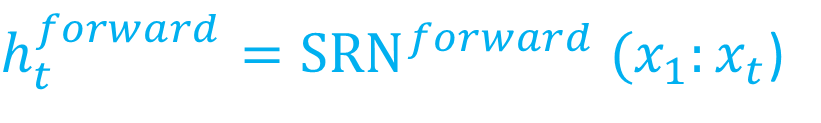 h_t^{forward} = SRN^{forward} (x_1: x_t)